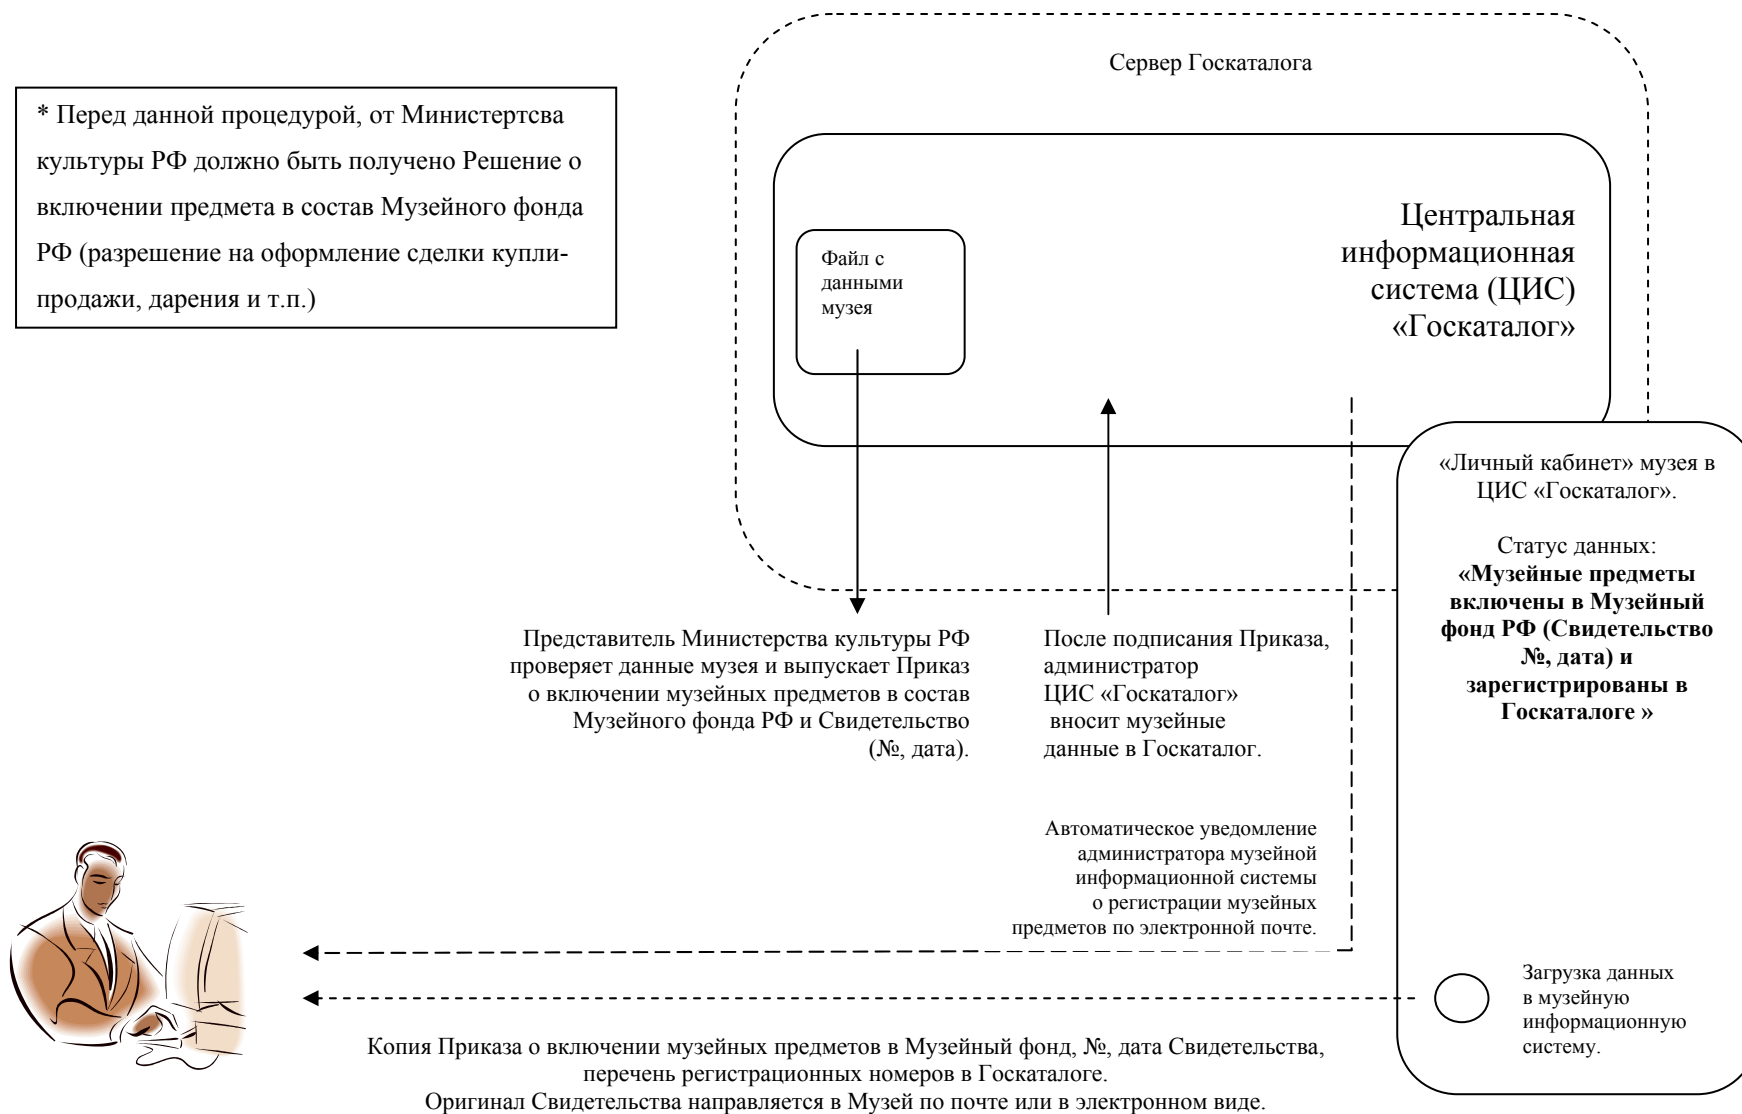 Сервер Госкаталога
* Перед данной процедурой, от Министертсва
культуры РФ должно быть получено Решение о
включении предмета в состав Музейного фонда
РФ (разрешение на оформление сделки купли-
продажи, дарения и т.п.)
Центральная
информационная
система (ЦИС)
«Госкаталог»
Файл с
данными
музея
«Личный кабинет» музея в
ЦИС «Госкаталог».
Статус данных:
«Музейные предметы
включены в Музейный
фонд РФ (Свидетельство
№, дата) и
зарегистрированы в
Госкаталоге »
Представитель Министерства культуры РФ
проверяет данные музея и выпускает Приказ
о включении музейных предметов в состав
Музейного фонда РФ и Свидетельство
(№, дата).
После подписания Приказа,
администратор
ЦИС «Госкаталог»
вносит музейные
данные в Госкаталог.
Автоматическое уведомление
администратора музейной
информационной системы
о регистрации музейных
предметов по электронной почте.
Загрузка данных
в музейную
информационную
систему.
Копия Приказа о включении музейных предметов в Музейный фонд, №, дата Свидетельства,
перечень регистрационных номеров в Госкаталоге.
Оригинал Свидетельства направляется в Музей по почте или в электронном виде.